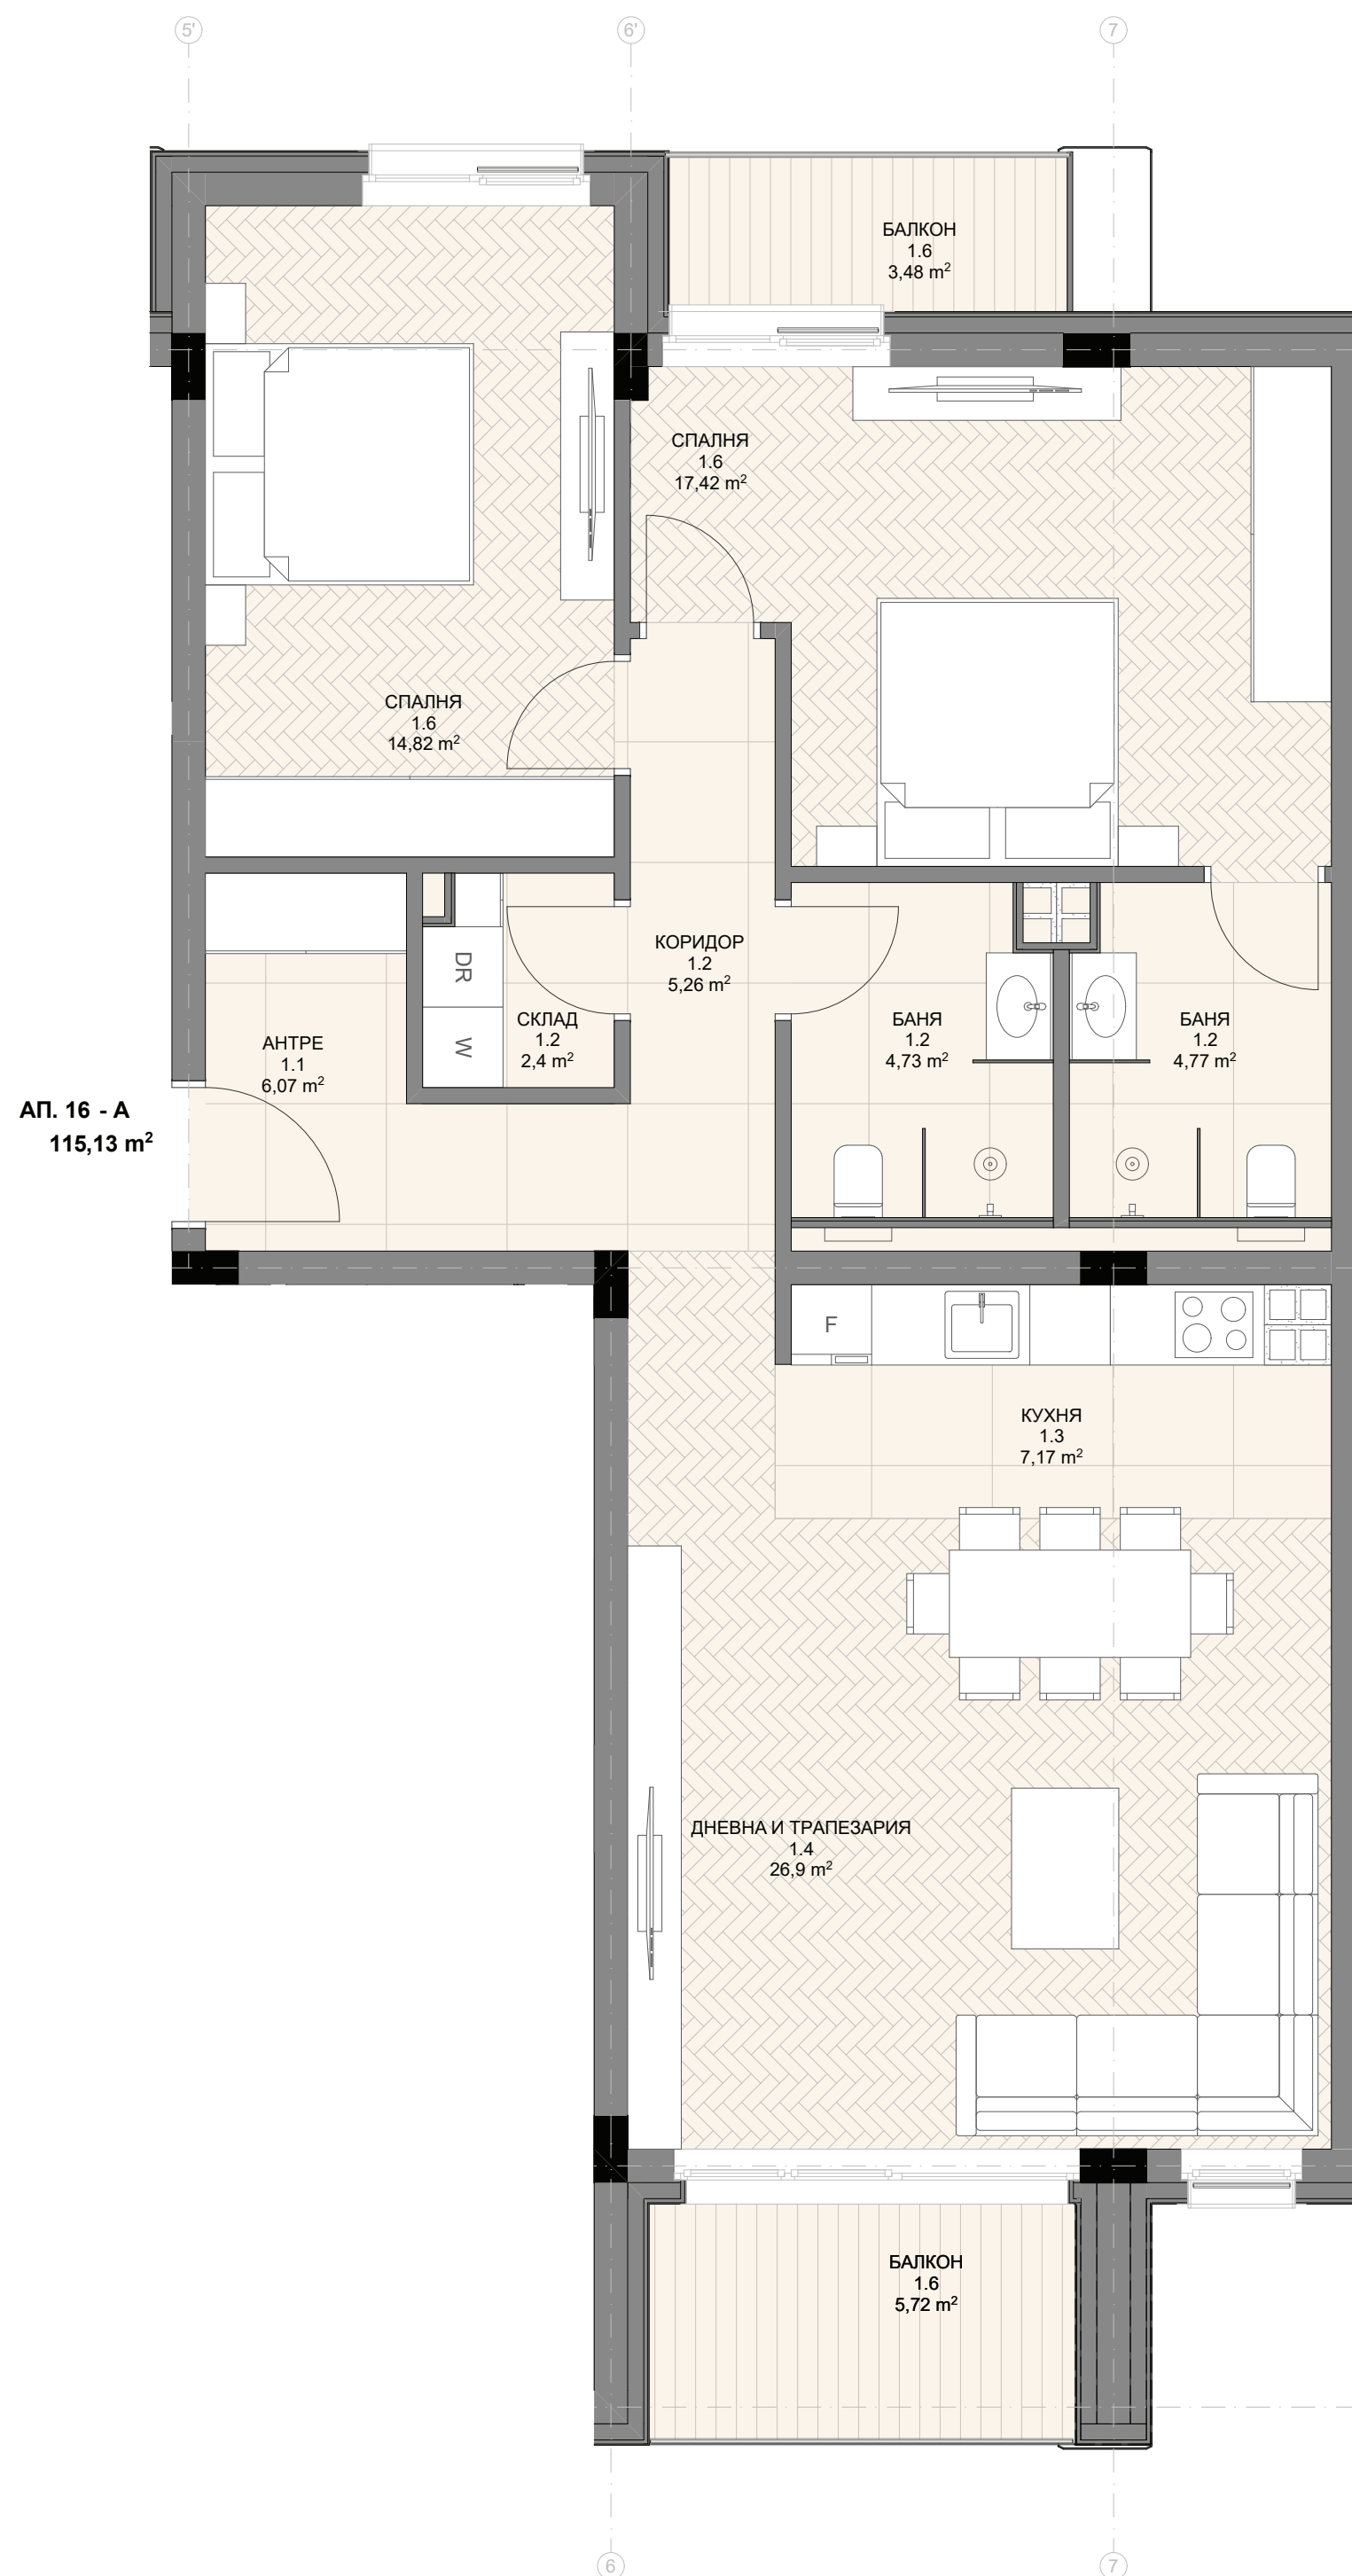 5'
6'
7
БАЛКОН
1.6
3,48 m²
СПАЛНЯ
1.6
17,42 m²
СПАЛНЯ
1.6
14,82 m²
КОРИДОР
1.2
5,26 m²
DR
W
СКЛАД
1.2
2,4 m²
БАНЯ
1.2
4,73 m²
БАНЯ
1.2
4,77 m²
АНТРЕ
1.1
6,07 m²
АП. 16 - А
115,13 m²
F
КУХНЯ
1.3
7,17 m²
ДНЕВНА И ТРАПЕЗАРИЯ
1.4
26,9 m²
БАЛКОН
1.6
5,72 m²
6
7